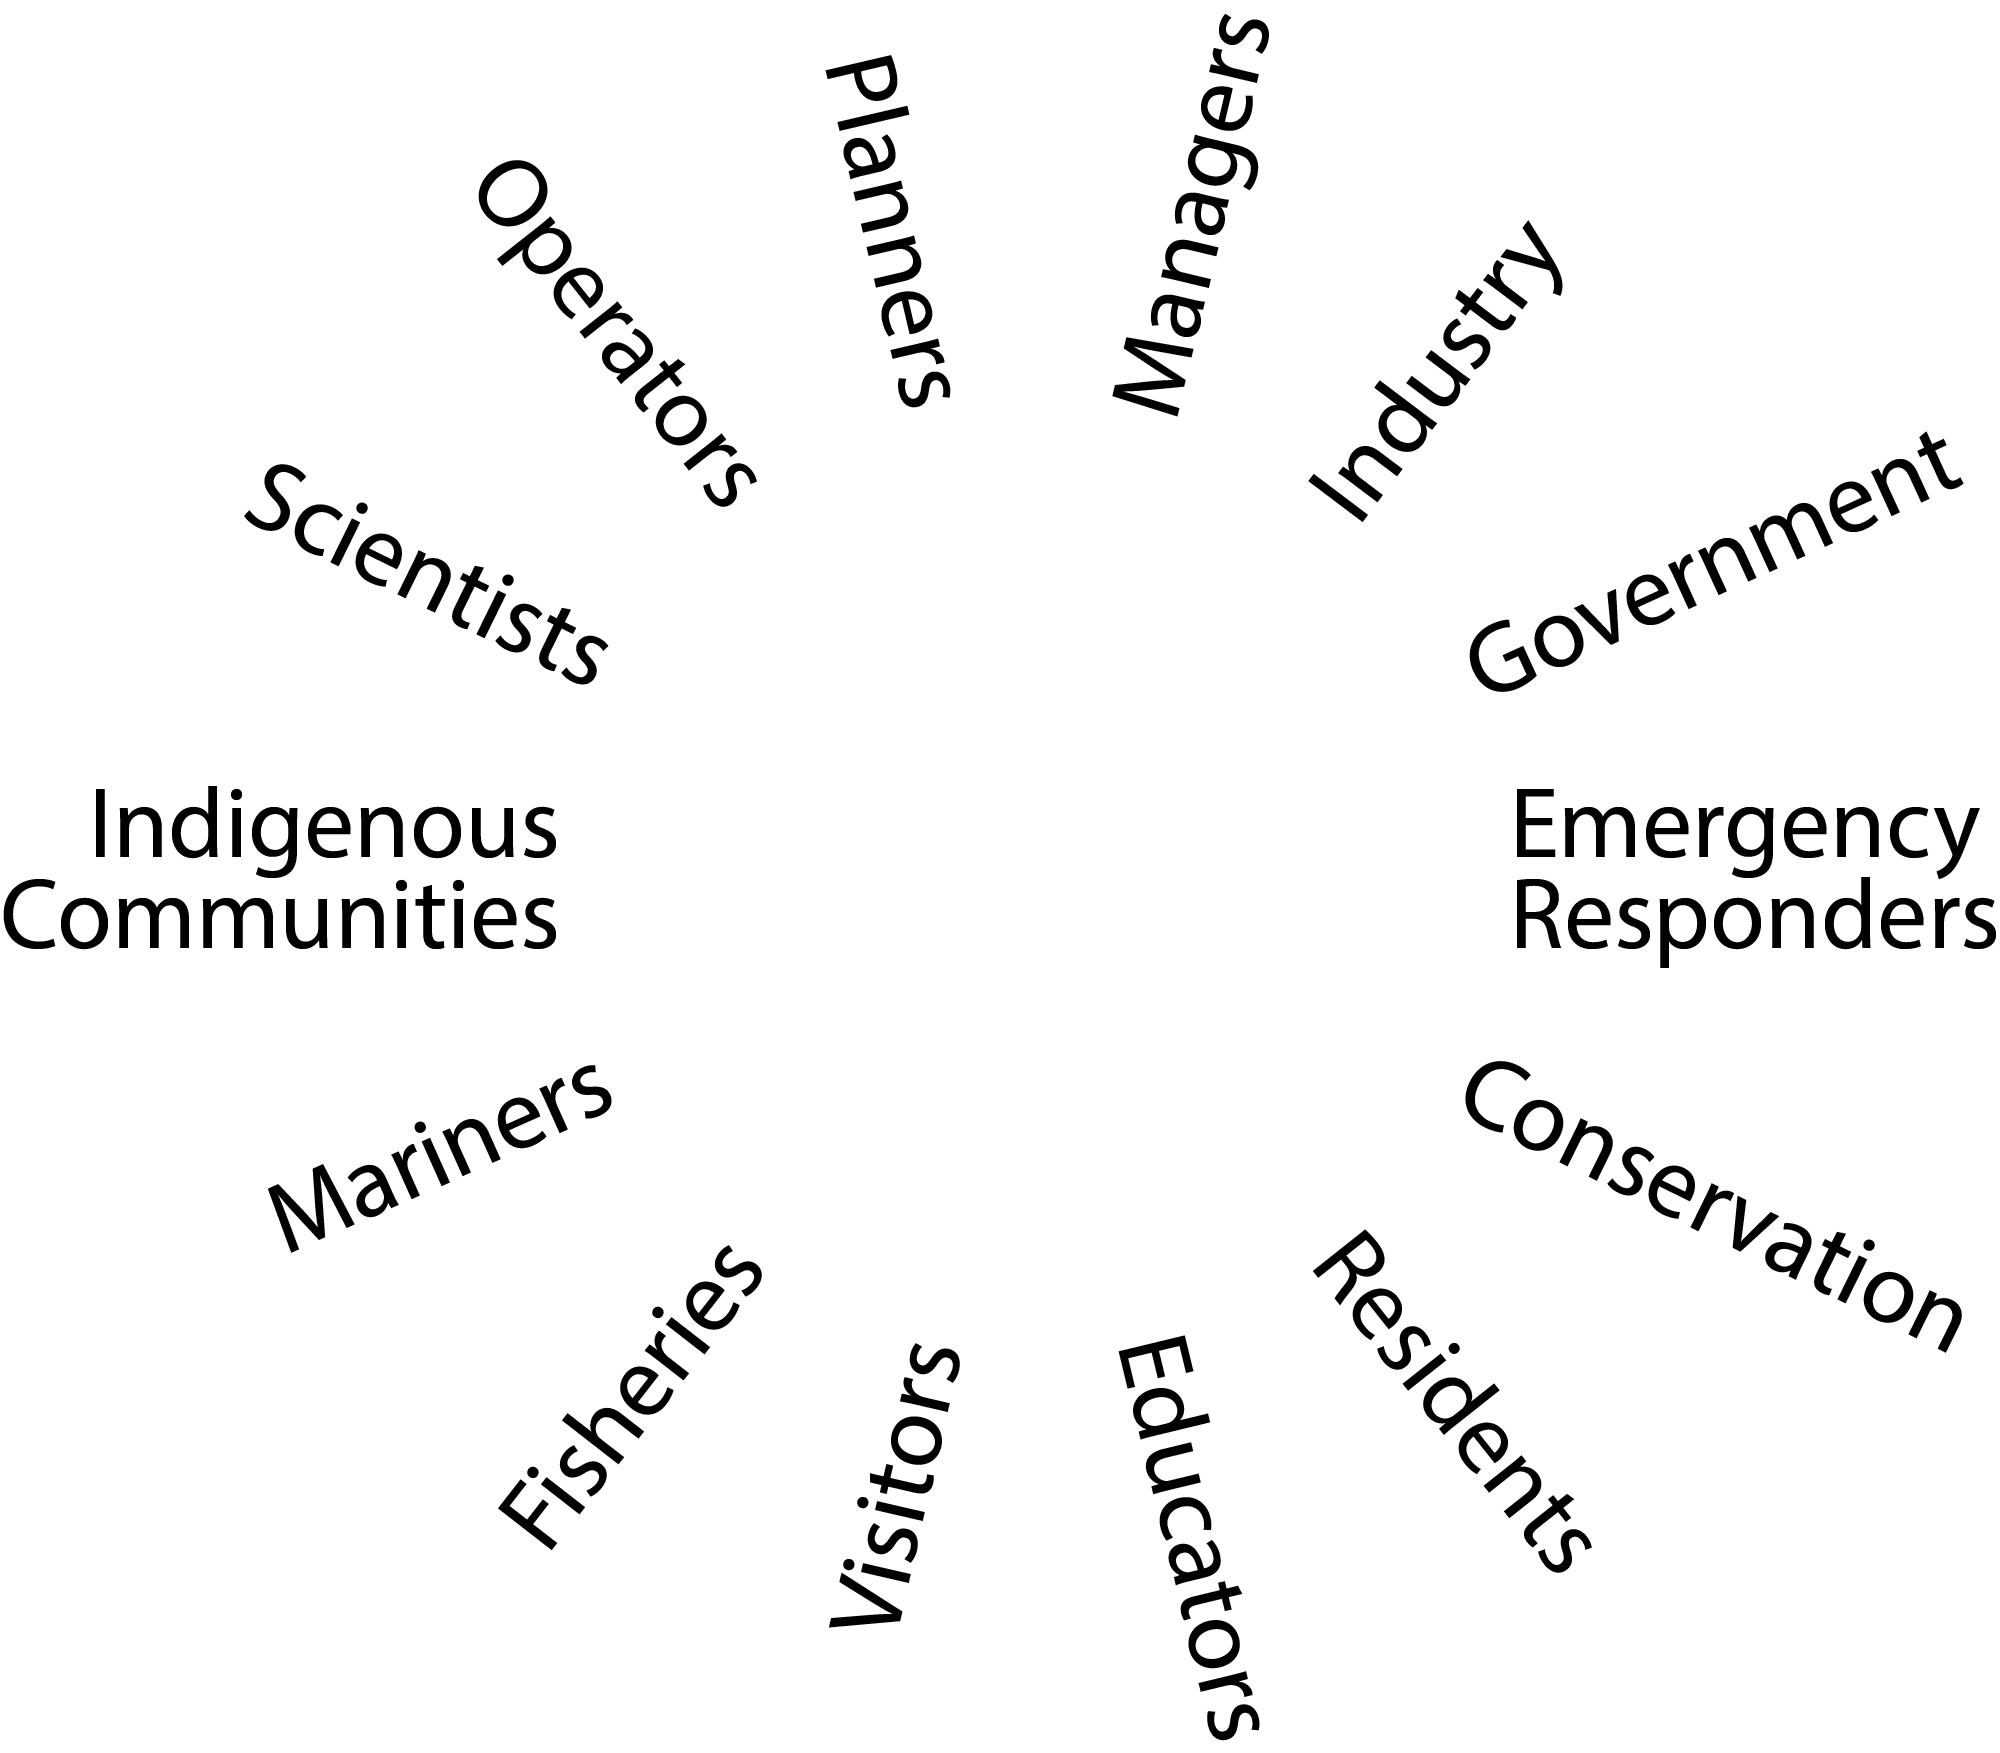 Managers
Planners
Operators
Industry
Government
Scientists
Indigenous
Communities
Emergency
Responders
Mariners
Conservation
Fisheries
Residents
Visitors
Educators